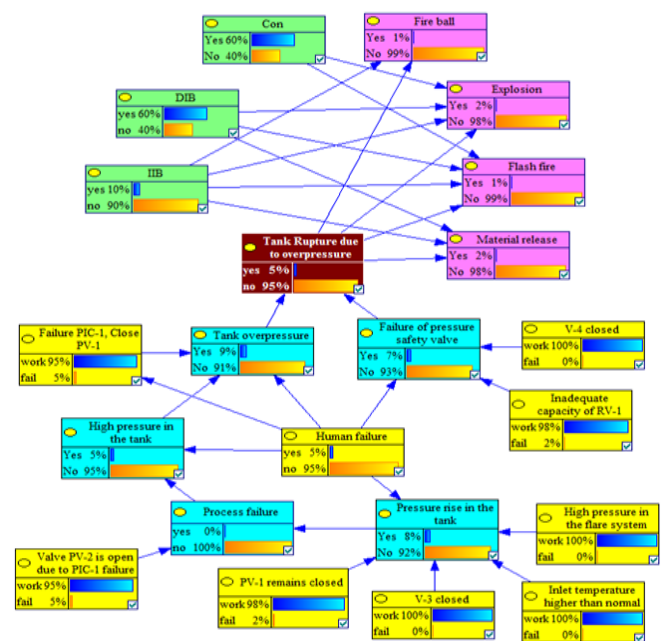 Con
Yes 60%
No 40%
Fire ball
Yes 1%
No 99%
DIB
yes 60%
no 40%
Explosion
Yes 2%
No 98%
IIB
yes 10%
no 90%
Flash fire
Yes 1%
No 99%
Tank Rupture due
to overpressure
yes 5%
no 95%
Material release
Yes 2%
No 98%
Failure PIC-1, Close
PV-1
work 95%
fail 5%
Tank overpressure
Yes 9%
No 91%
Failure of pressure
safety valve
Yes 7%
No 93%
V-4 closed
work 100%
fail 0%
Inadequate
capacity of RV-1
work 98%
fail 2%
High pressure in
the tank
Yes 5%
No 95%
Human failure
yes 5%
no 95%
Process failure
yes 0%
no 100%
Pressure rise in the
tank
Yes 8%
No 92%
High pressure in
the flare system
work 100%
fail 0%
Valve PV-2 is open
due to PIC-1 failure
work 95%
fail 5%
PV-1 remains closed
work 98%
fail 2%
V-3 closed
work 100%
fail 0%
Inlet temperature
higher than normal
work 100%
fail 0%